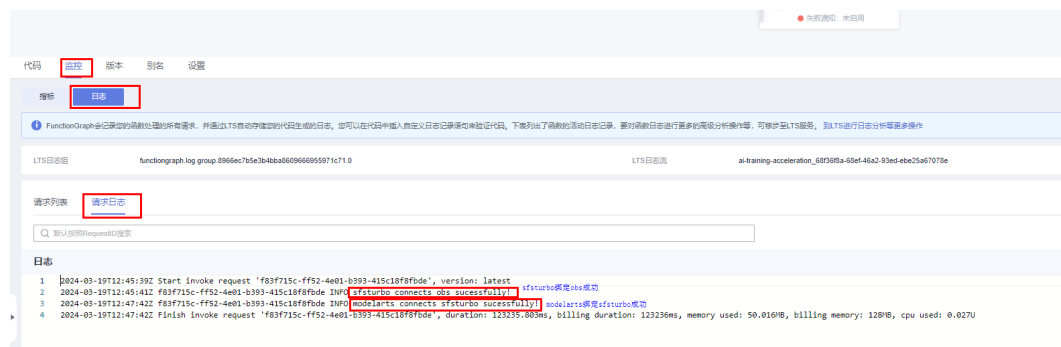 失败通知: 未启用
代码 监控 版本 别名 设置
指标 日志
FunctionGraph会记录您的函数处理的所有请求，并通过LTS自动存储您的代码生成的日志。您可以在代码中插入自定义日志记录语句来验证代码。下表列出了函数的活动日志记录，要对函数日志进行更多的高级分析操作等，可移步至LTS服务。 到LTS进行日志分析等更多操作
LTS日志组 functiongraph.log.group.8966ec7b5e3b4bba8609666955971c71.0 LTS日志流 ai-training-acceleration_68f36f8a-68ef-46a2-93ed-ebe25a67078e
请求列表 请求日志
默认按照RequestID搜索
日志
1 2024-03-19T12:45:39Z Start invoke request 'f83f715c-ff52-4e01-b393-415c18f8fbde', version: latest
2 2024-03-19T12:45:41Z f83f715c-ff52-4e01-b393-415c18f8fbde INFO sfsturbo connects obs sucessfully! sfsturbo绑定obs成功
3 2024-03-19T12:47:42Z f83f715c-ff52-4e01-b393-415c18f8fbde INFO modelarts connects sfsturbo sucessfully! modelarts绑定sfsturbo成功
4 2024-03-19T12:47:42Z Finish invoke request 'f83f715c-ff52-4e01-b393-415c18f8fbde', duration: 123235.803ms, billing duration: 123236ms, memory used: 50.016MB, billing memory: 128MB, cpu used: 0.027U